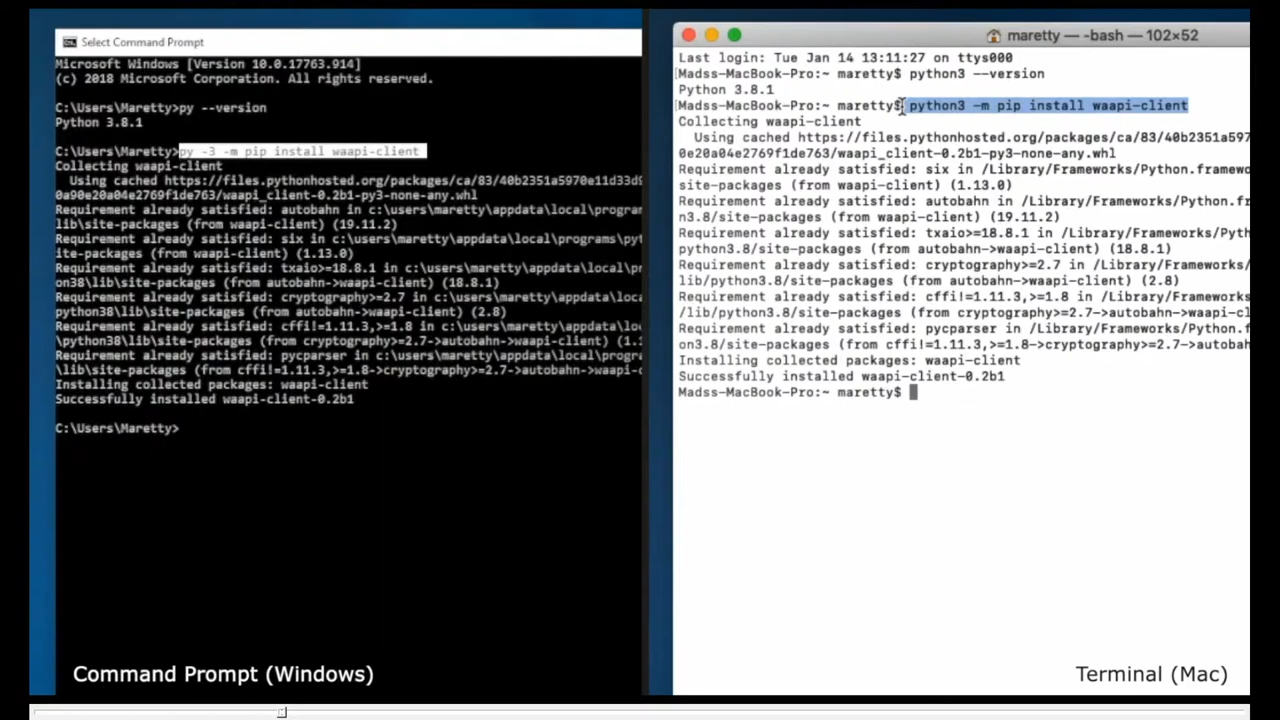 Select Command Prompt
Microsoft Windows [Version 10.0.17763.914]
(c) 2018 Microsoft Corporation. All rights reserved.
C:\Users\Maretty>py --version
Python 3.8.1
C:\Users\Maretty>py -3 -m pip install waapi-client
Collecting waapi-client
Using cached https://files.pythonhosted.org/packages/ca/83/40b2351a5970e11d33d9
0a90e20a04e2769f1de763/waapi_client-0.2b1-py3-none-any.whl
Requirement already satisfied: autobahn in c:\users\maretty\appdata\local\program
lib\site-packages (from waapi-client) (19.11.2)
Requirement already satisfied: six in c:\users\maretty\appdata\local\programs\pyt
ite-packages (from waapi-client) (1.13.0)
Requirement already satisfied: txaio>=18.8.1 in c:\users\maretty\appdata\local\pr
on38\lib\site-packages (from autobahn->waapi-client) (18.8.1)
Requirement already satisfied: cryptography>=2.7 in c:\users\maretty\appdata\loca
python38\lib\site-packages (from autobahn->waapi-client) (2.8)
Requirement already satisfied: cffi!=1.11.3,>=1.8 in c:\users\maretty\appdata\lo
\python38\lib\site-packages (from cryptography>=2.7->autobahn->waapi-client) (1.1
Requirement already satisfied: pycparser in c:\users\maretty\appdata\local\progra
\lib\site-packages (from cffi!=1.11.3,>=1.8->cryptography>=2.7->autobahn->waapi-c
Installing collected packages: waapi-client
Successfully installed waapi-client-0.2b1
C:\Users\Maretty>
Command Prompt (Windows)
maretty — -bash — 102×52
Last login: Tue Jan 14 13:11:27 on ttys000
[Madss-MacBook-Pro:~ maretty$ python3 --version
Python 3.8.1
[Madss-MacBook-Pro:~ maretty$ python3 -m pip install waapi-client
Collecting waapi-client
Using cached https://files.pythonhosted.org/packages/ca/83/40b2351a597
0e20a04e2769f1de763/waapi_client-0.2b1-py3-none-any.whl
Requirement already satisfied: six in /Library/Frameworks/Python.framewor
site-packages (from waapi-client) (1.13.0)
Requirement already satisfied: autobahn in /Library/Frameworks/Python.fr
n3.8/site-packages (from waapi-client) (19.11.2)
Requirement already satisfied: txaio>=18.8.1 in /Library/Frameworks/Pyth
python3.8/site-packages (from autobahn->waapi-client) (18.8.1)
Requirement already satisfied: cryptography>=2.7 in /Library/Frameworks/
lib/python3.8/site-packages (from autobahn->waapi-client) (2.8)
Requirement already satisfied: cffi!=1.11.3,>=1.8 in /Library/Frameworks
/lib/python3.8/site-packages (from cryptography>=2.7->autobahn->waapi-cl
Requirement already satisfied: pycparser in /Library/Frameworks/Python.f
on3.8/site-packages (from cffi!=1.11.3,>=1.8->cryptography>=2.7->autobah
Installing collected packages: waapi-client
Successfully installed waapi-client-0.2b1
Madss-MacBook-Pro:~ maretty$
Terminal (Mac)